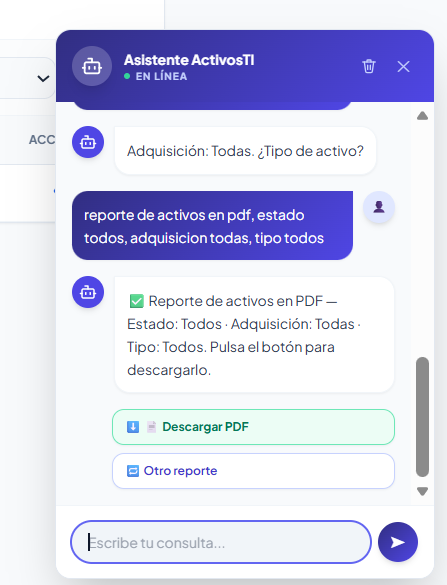 Asistente ActivosTI
EN LÍNEA
ACC
Adquisición: Todas. ¿Tipo de activo?
reporte de activos en pdf, estado
todos, adquisicion todas, tipo todos
✅ Reporte de activos en PDF —
Estado: Todos · Adquisición: Todas ·
Tipo: Todos. Pulsa el botón para
descargarlo.
⬇️ 📄 Descargar PDF
🔁 Otro reporte
Escribe tu consulta...